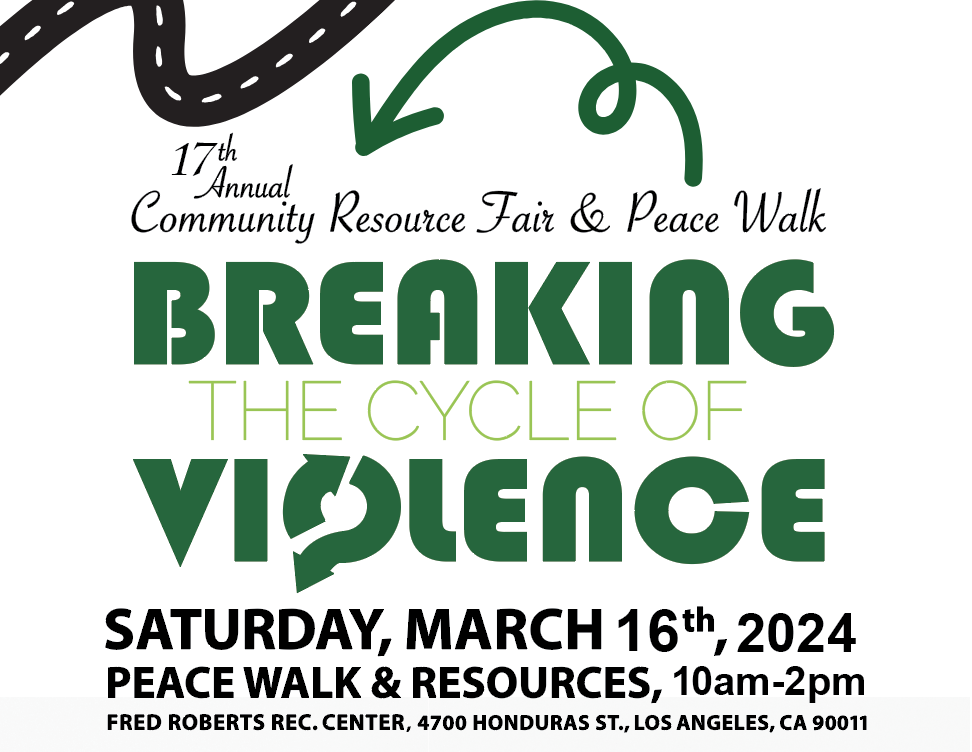 17th
Annual
Community Resource Fair & Peace Walk
BREAKING
THE CYCLE OF
VIOLENCE
SATURDAY, MARCH 16th, 2024
PEACE WALK & RESOURCES, 10am-2pm
FRED ROBERTS REC. CENTER, 4700 HONDURAS ST., LOS ANGELES, CA 90011